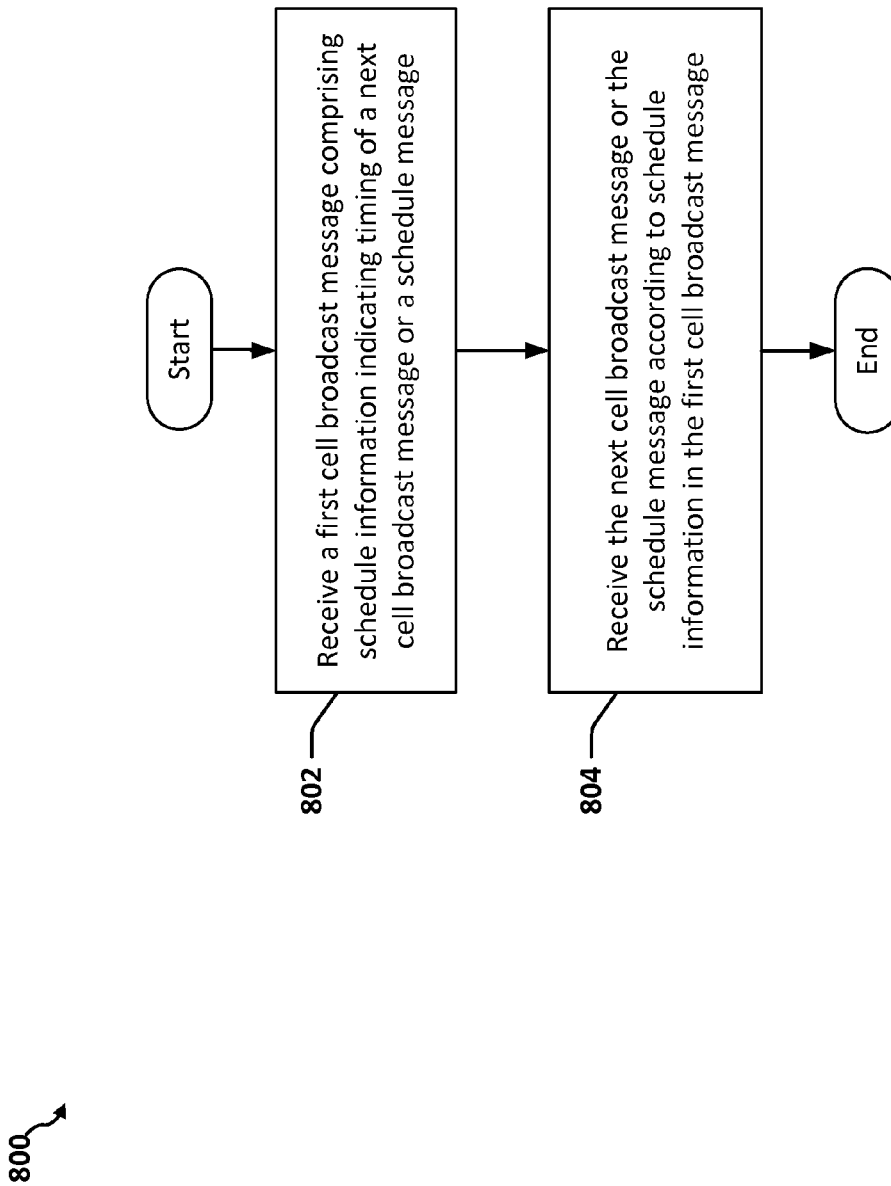 800
Start
802
Receive a first cell broadcast message comprising
schedule information indicating timing of a next
cell broadcast message or a schedule message
804
Receive the next cell broadcast message or the
schedule message according to schedule
information in the first cell broadcast message
End